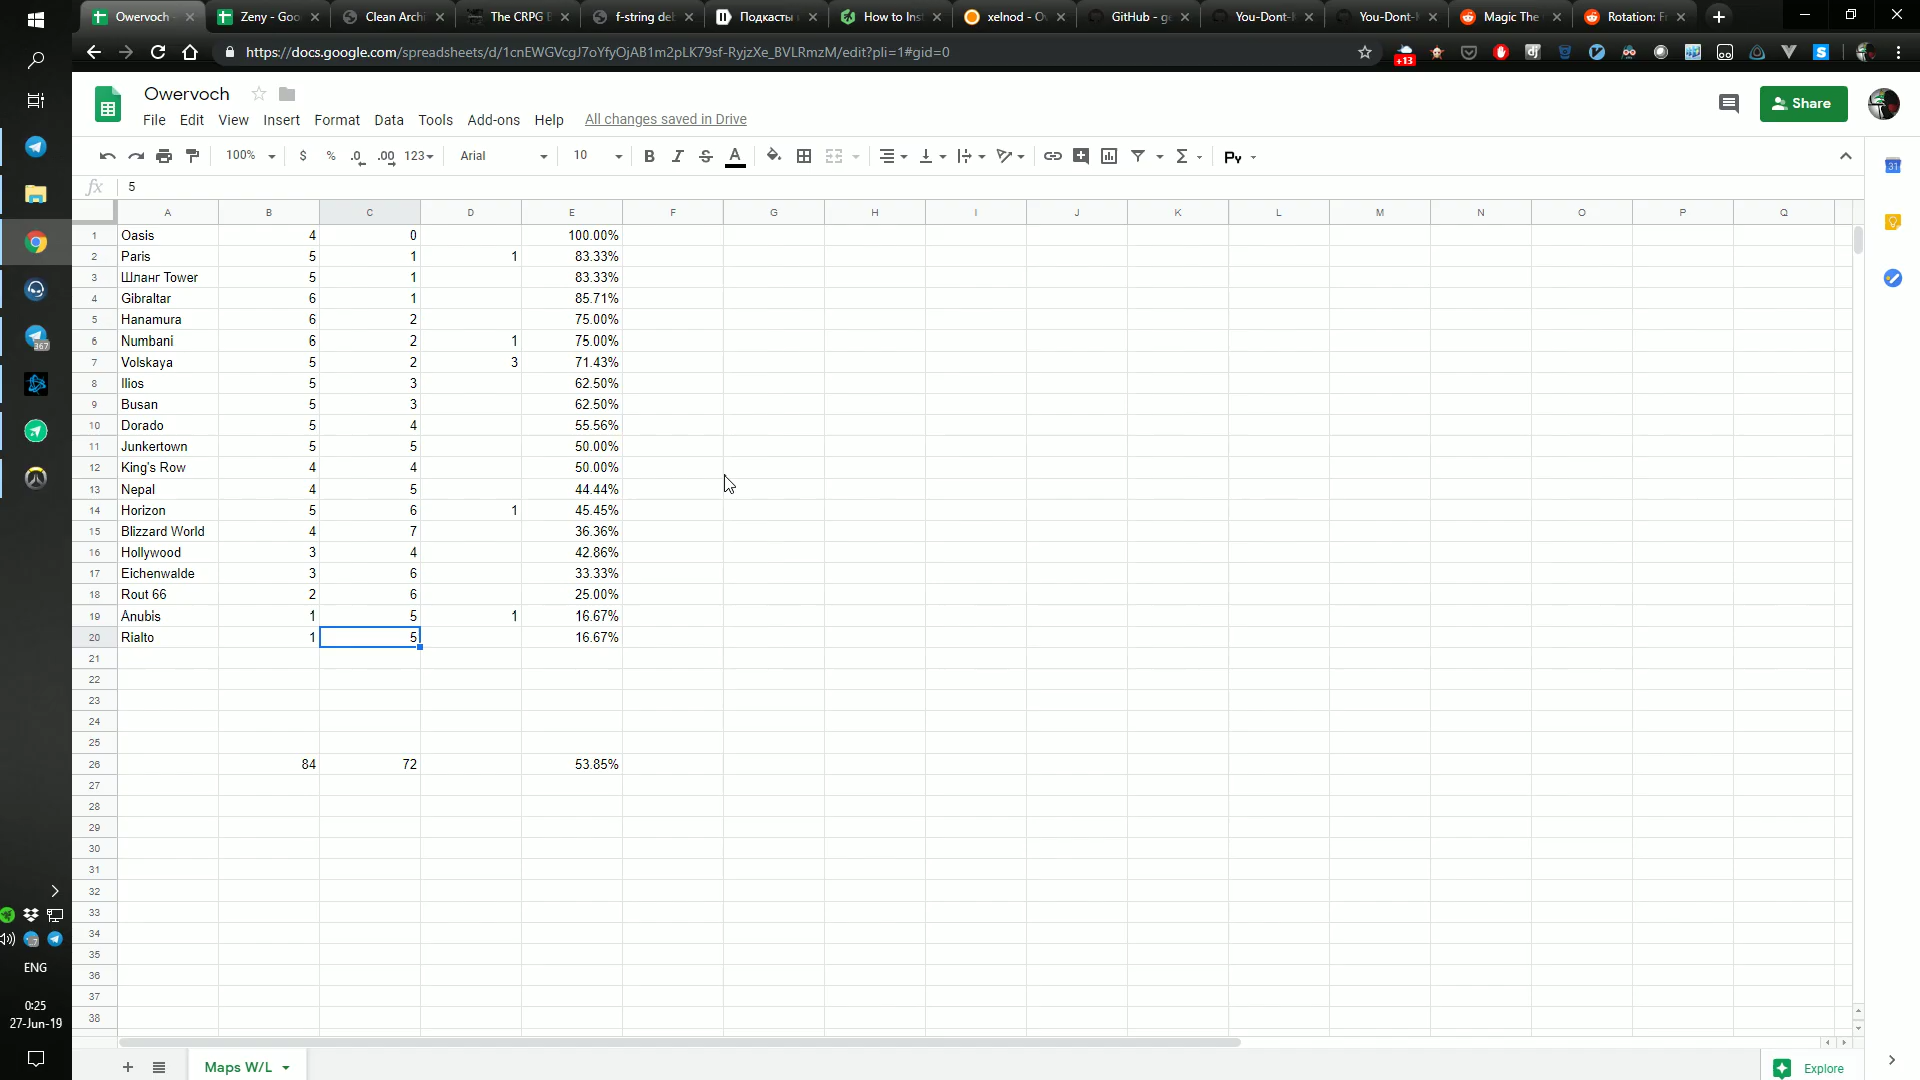 Owervoch
Zeny - Goo
Clean Archi
The CRPG B
f-string del
Подкасты
How to Inst
xelnod - O
GitHub - ge
You-Dont-
You-Dont-
Magic The
Rotation: F
https://docs.google.com/spreadsheets/d/1cnEWGVcgJ7oYfyOjAB1m2pLK79sf-RyjzXe_BVLRmzM/edit?pli=1#gid=0
+13
Owervoch
File Edit View Insert Format Data Tools Add-ons Help All changes saved in Drive
Share
100% $ % .0 .00 123 Arial 10 B I S A Σ Py
fx 5
A B C D E F G H I J K L M N O P Q
1 Oasis 4 0 100.00%
2 Paris 5 1 1 83.33%
3 Шланг Tower 5 1 83.33%
4 Gibraltar 6 1 85.71%
5 Hanamura 6 2 75.00%
6 Numbani 6 2 1 75.00%
7 Volskaya 5 2 3 71.43%
8 Ilios 5 3 62.50%
9 Busan 5 3 62.50%
10 Dorado 5 4 55.56%
11 Junkertown 5 5 50.00%
12 King's Row 4 4 50.00%
13 Nepal 4 5 44.44%
14 Horizon 5 6 1 45.45%
15 Blizzard World 4 7 36.36%
16 Hollywood 3 4 42.86%
17 Eichenwalde 3 6 33.33%
18 Rout 66 2 6 25.00%
19 Anubis 1 5 1 16.67%
20 Rialto 1 5 16.67%
21
22
23
24
25
26 84 72 53.85%
27
28
29
30
31
32
33
34
35
36
37
38
Maps W/L
Explore
367
ENG
0:25
27-Jun-19